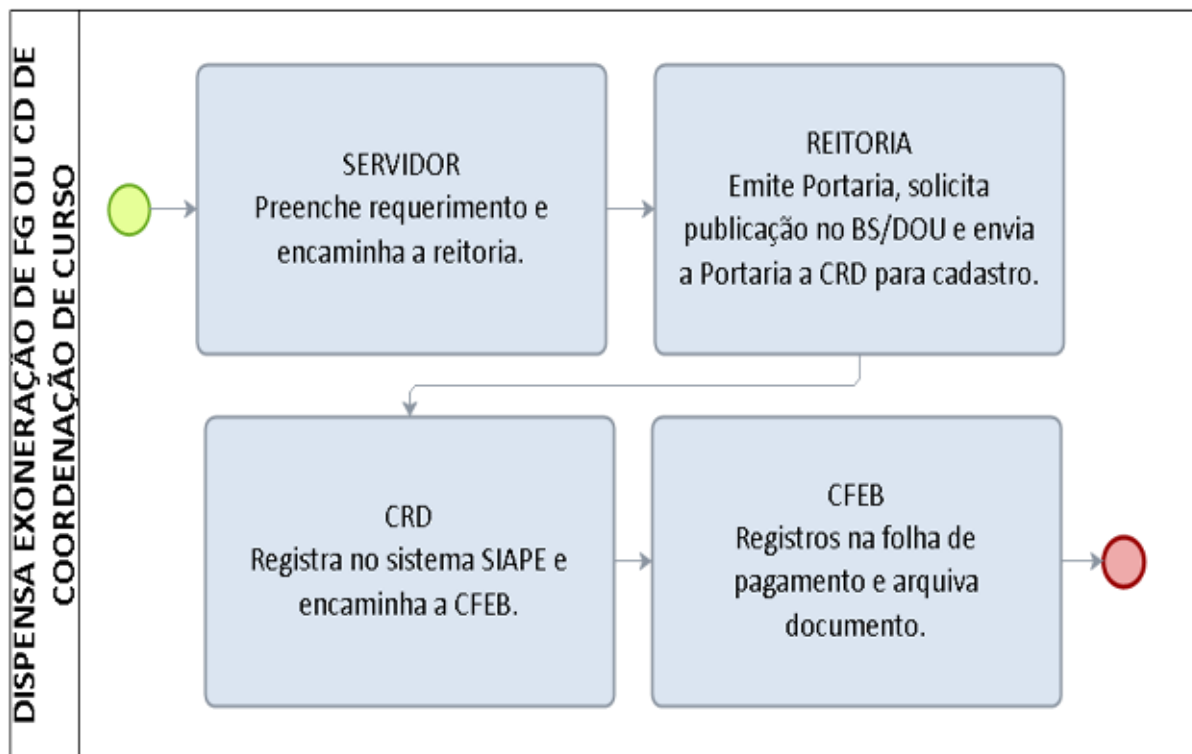 DISPENSA EXONERAÇÃO DE FG OU CD DE
COORDENAÇÃO DE CURSO
SERVIDOR
Preenche requerimento e
encaminha a reitoria.
REITORIA
Emite Portaria, solicita
publicação no BS/DOU e envia
a Portaria a CRD para cadastro.
CRD
Registra no sistema SIAPE e
encaminha a CFEB.
CFEB
Registros na folha de
pagamento e arquiva
documento.